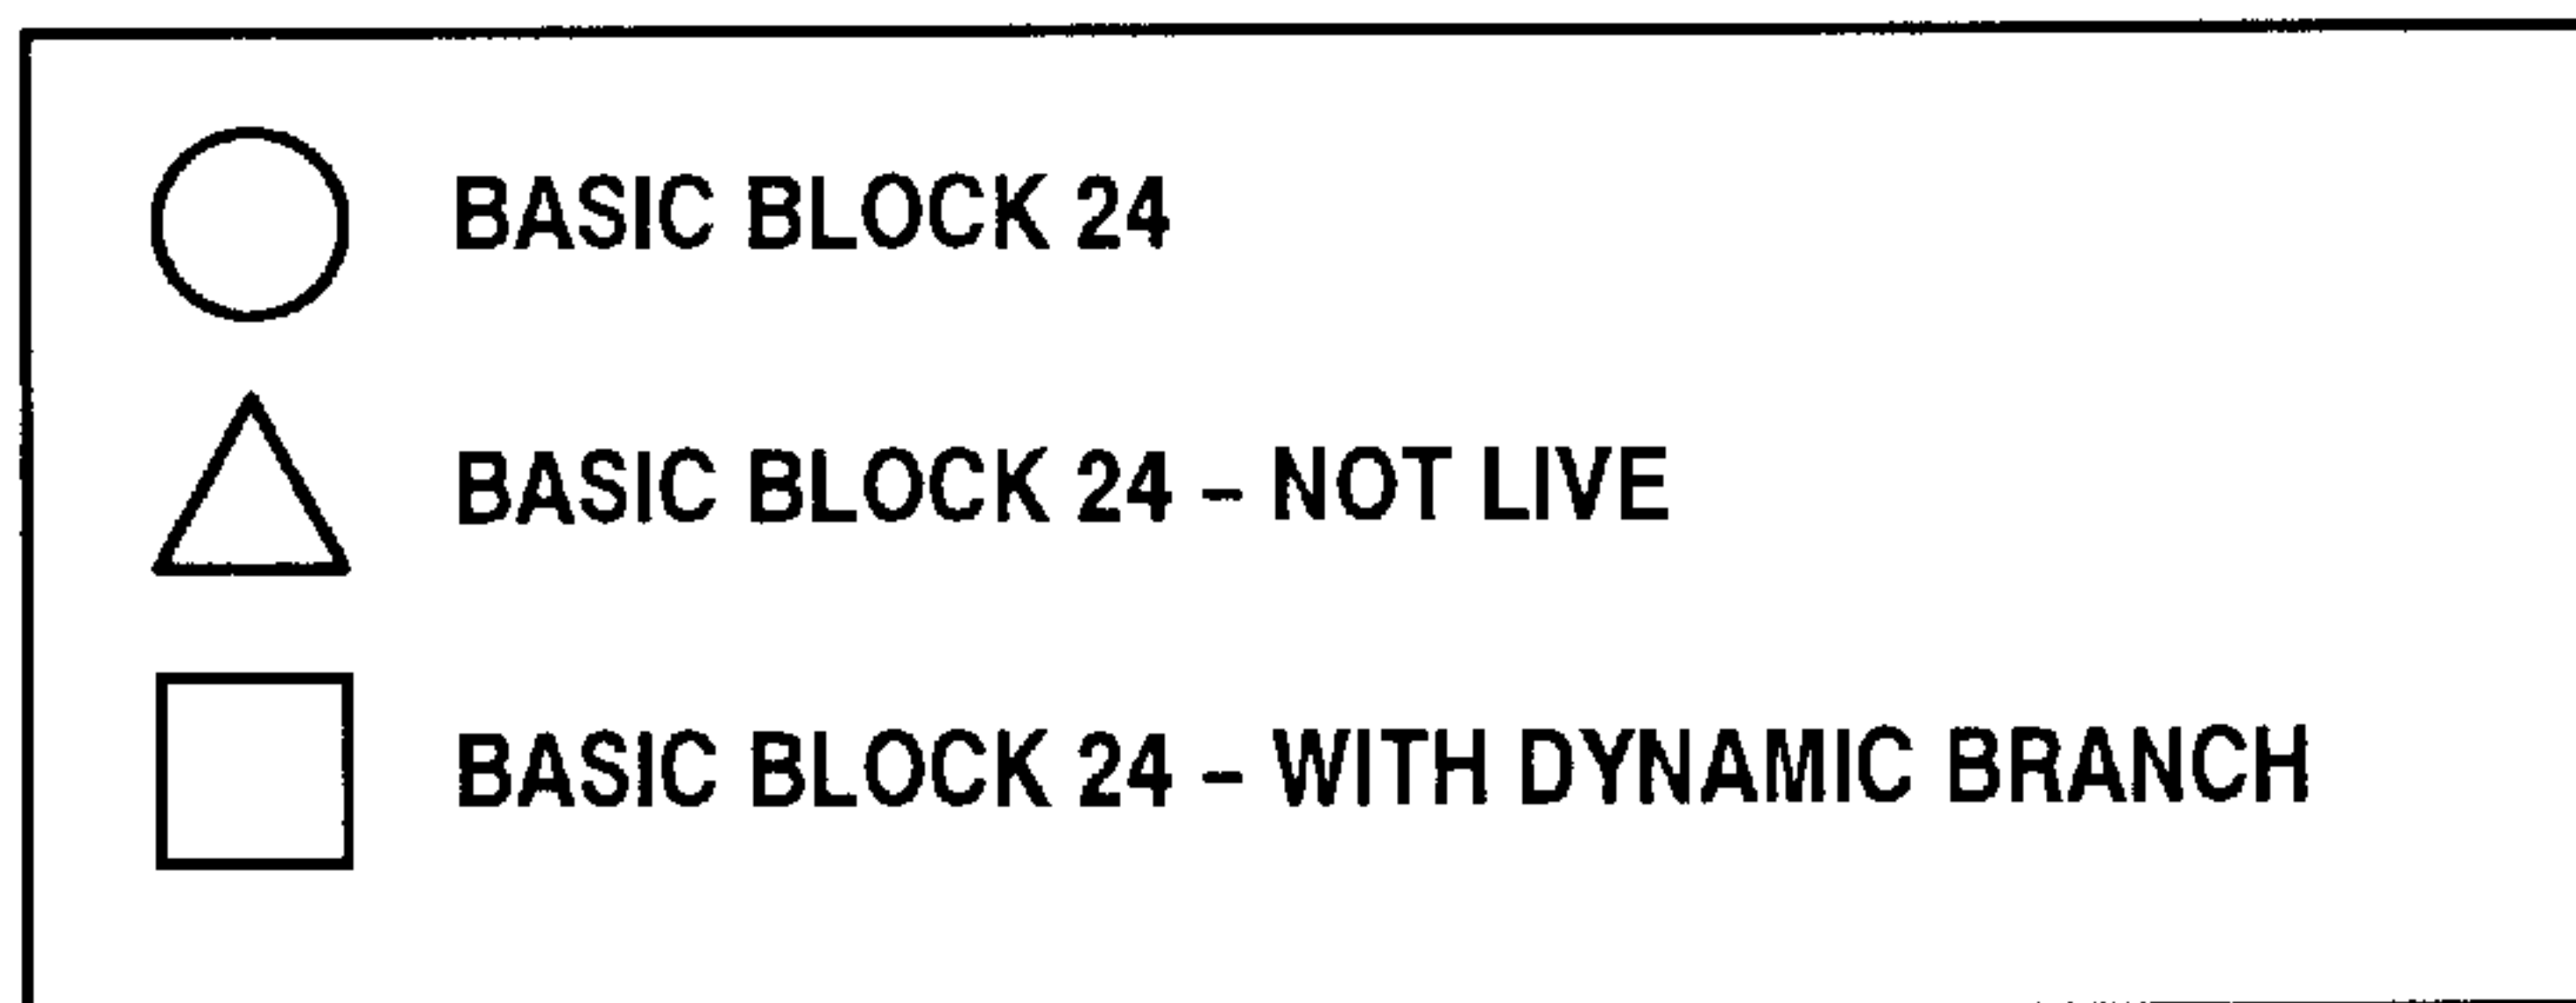 BASIC BLOCK 24
BASIC BLOCK 24 – NOT LIVE
BASIC BLOCK 24 – WITH DYNAMIC BRANCH